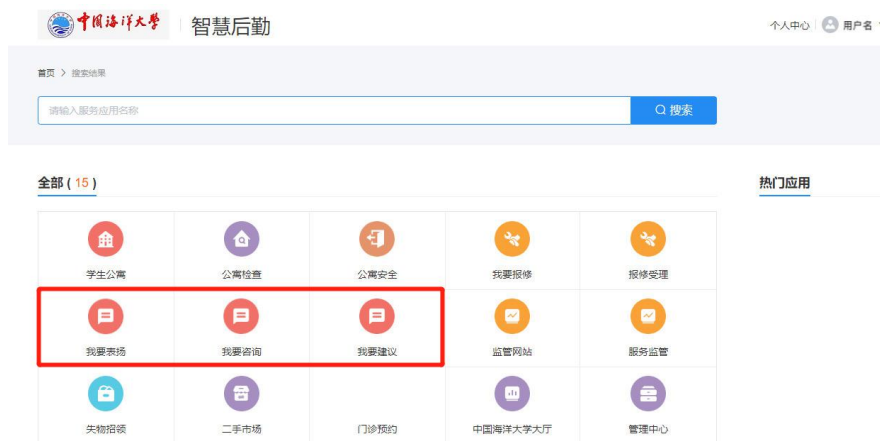 中国海洋大学 智慧后勤 个人中心 用户名
首页 > 搜索结果
请输入服务应用名称 搜索
全部 ( 15 ) 热门应用
学生公寓 公寓检查 公寓安全 我要报修 报修受理
我要表扬 我要咨询 我要建议 监管网站 服务监管
失物招领 二手市场 门诊预约 中国海洋大学大厅 管理中心